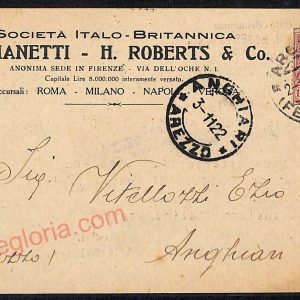 SOCIETÀ ITALO-BRITANNICA
MANETTI - H. ROBERTS & Co.
ANONIMA SEDE IN FIRENZE - VIA DELL'OCHE N. 1.
Capitale Lire 8.000.000 interamente versato.
ccursali: ROMA - MILANO - NAPOLI
ANGHIARI
3-11 22
* AREZZO *
Sig. Vitellozzi Ezio
egloria.com
Anghiari